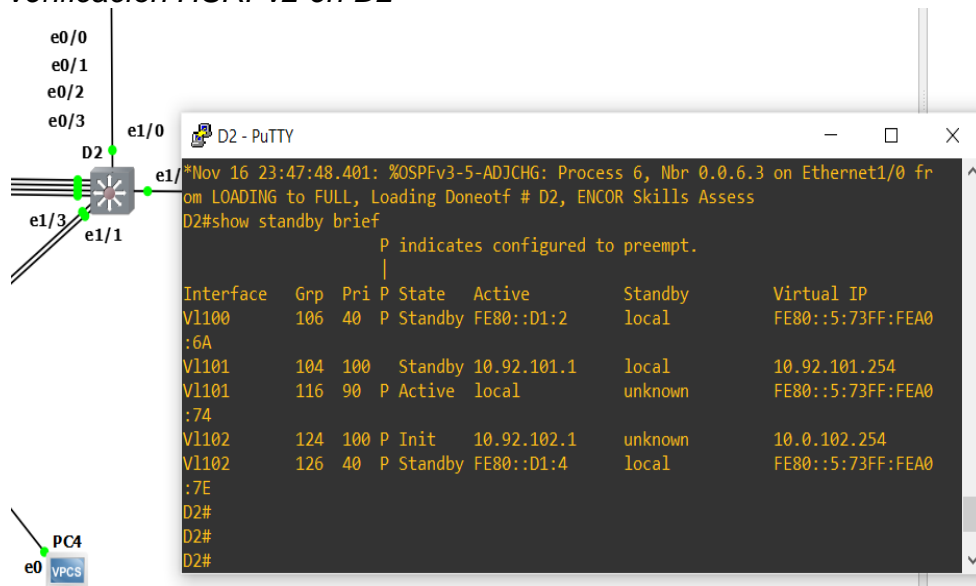 Verificación HSRPv2 en D2
e0/0
e0/1
e0/2
e0/3
e1/0
D2
e1/
e1/3
e1/1
D2 - PuTTY
*Nov 16 23:47:48.401: %OSPFv3-5-ADJCHG: Process 6, Nbr 0.0.6.3 on Ethernet1/0 fr
om LOADING to FULL, Loading Doneotf # D2, ENCOR Skills Assess
D2#show standby brief
P indicates configured to preempt.
|
Interface Grp Pri P State Active Standby Virtual IP
Vl100 106 40 P Standby FE80::D1:2 local FE80::5:73FF:FEA0
:6A
Vl101 104 100 Standby 10.92.101.1 local 10.92.101.254
Vl101 116 90 P Active local unknown FE80::5:73FF:FEA0
:74
Vl102 124 100 P Init 10.92.102.1 unknown 10.0.102.254
Vl102 126 40 P Standby FE80::D1:4 local FE80::5:73FF:FEA0
:7E
D2#
D2#
D2#
PC4
e0
VPCS